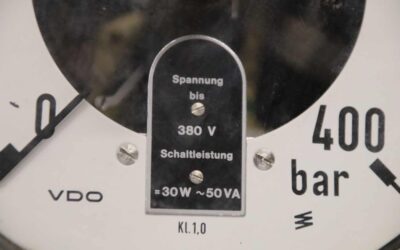 Spannung
bis
380 V
0
400
Schaltleistung
=30W ~50VA
bar
VDO
Kl.1,0